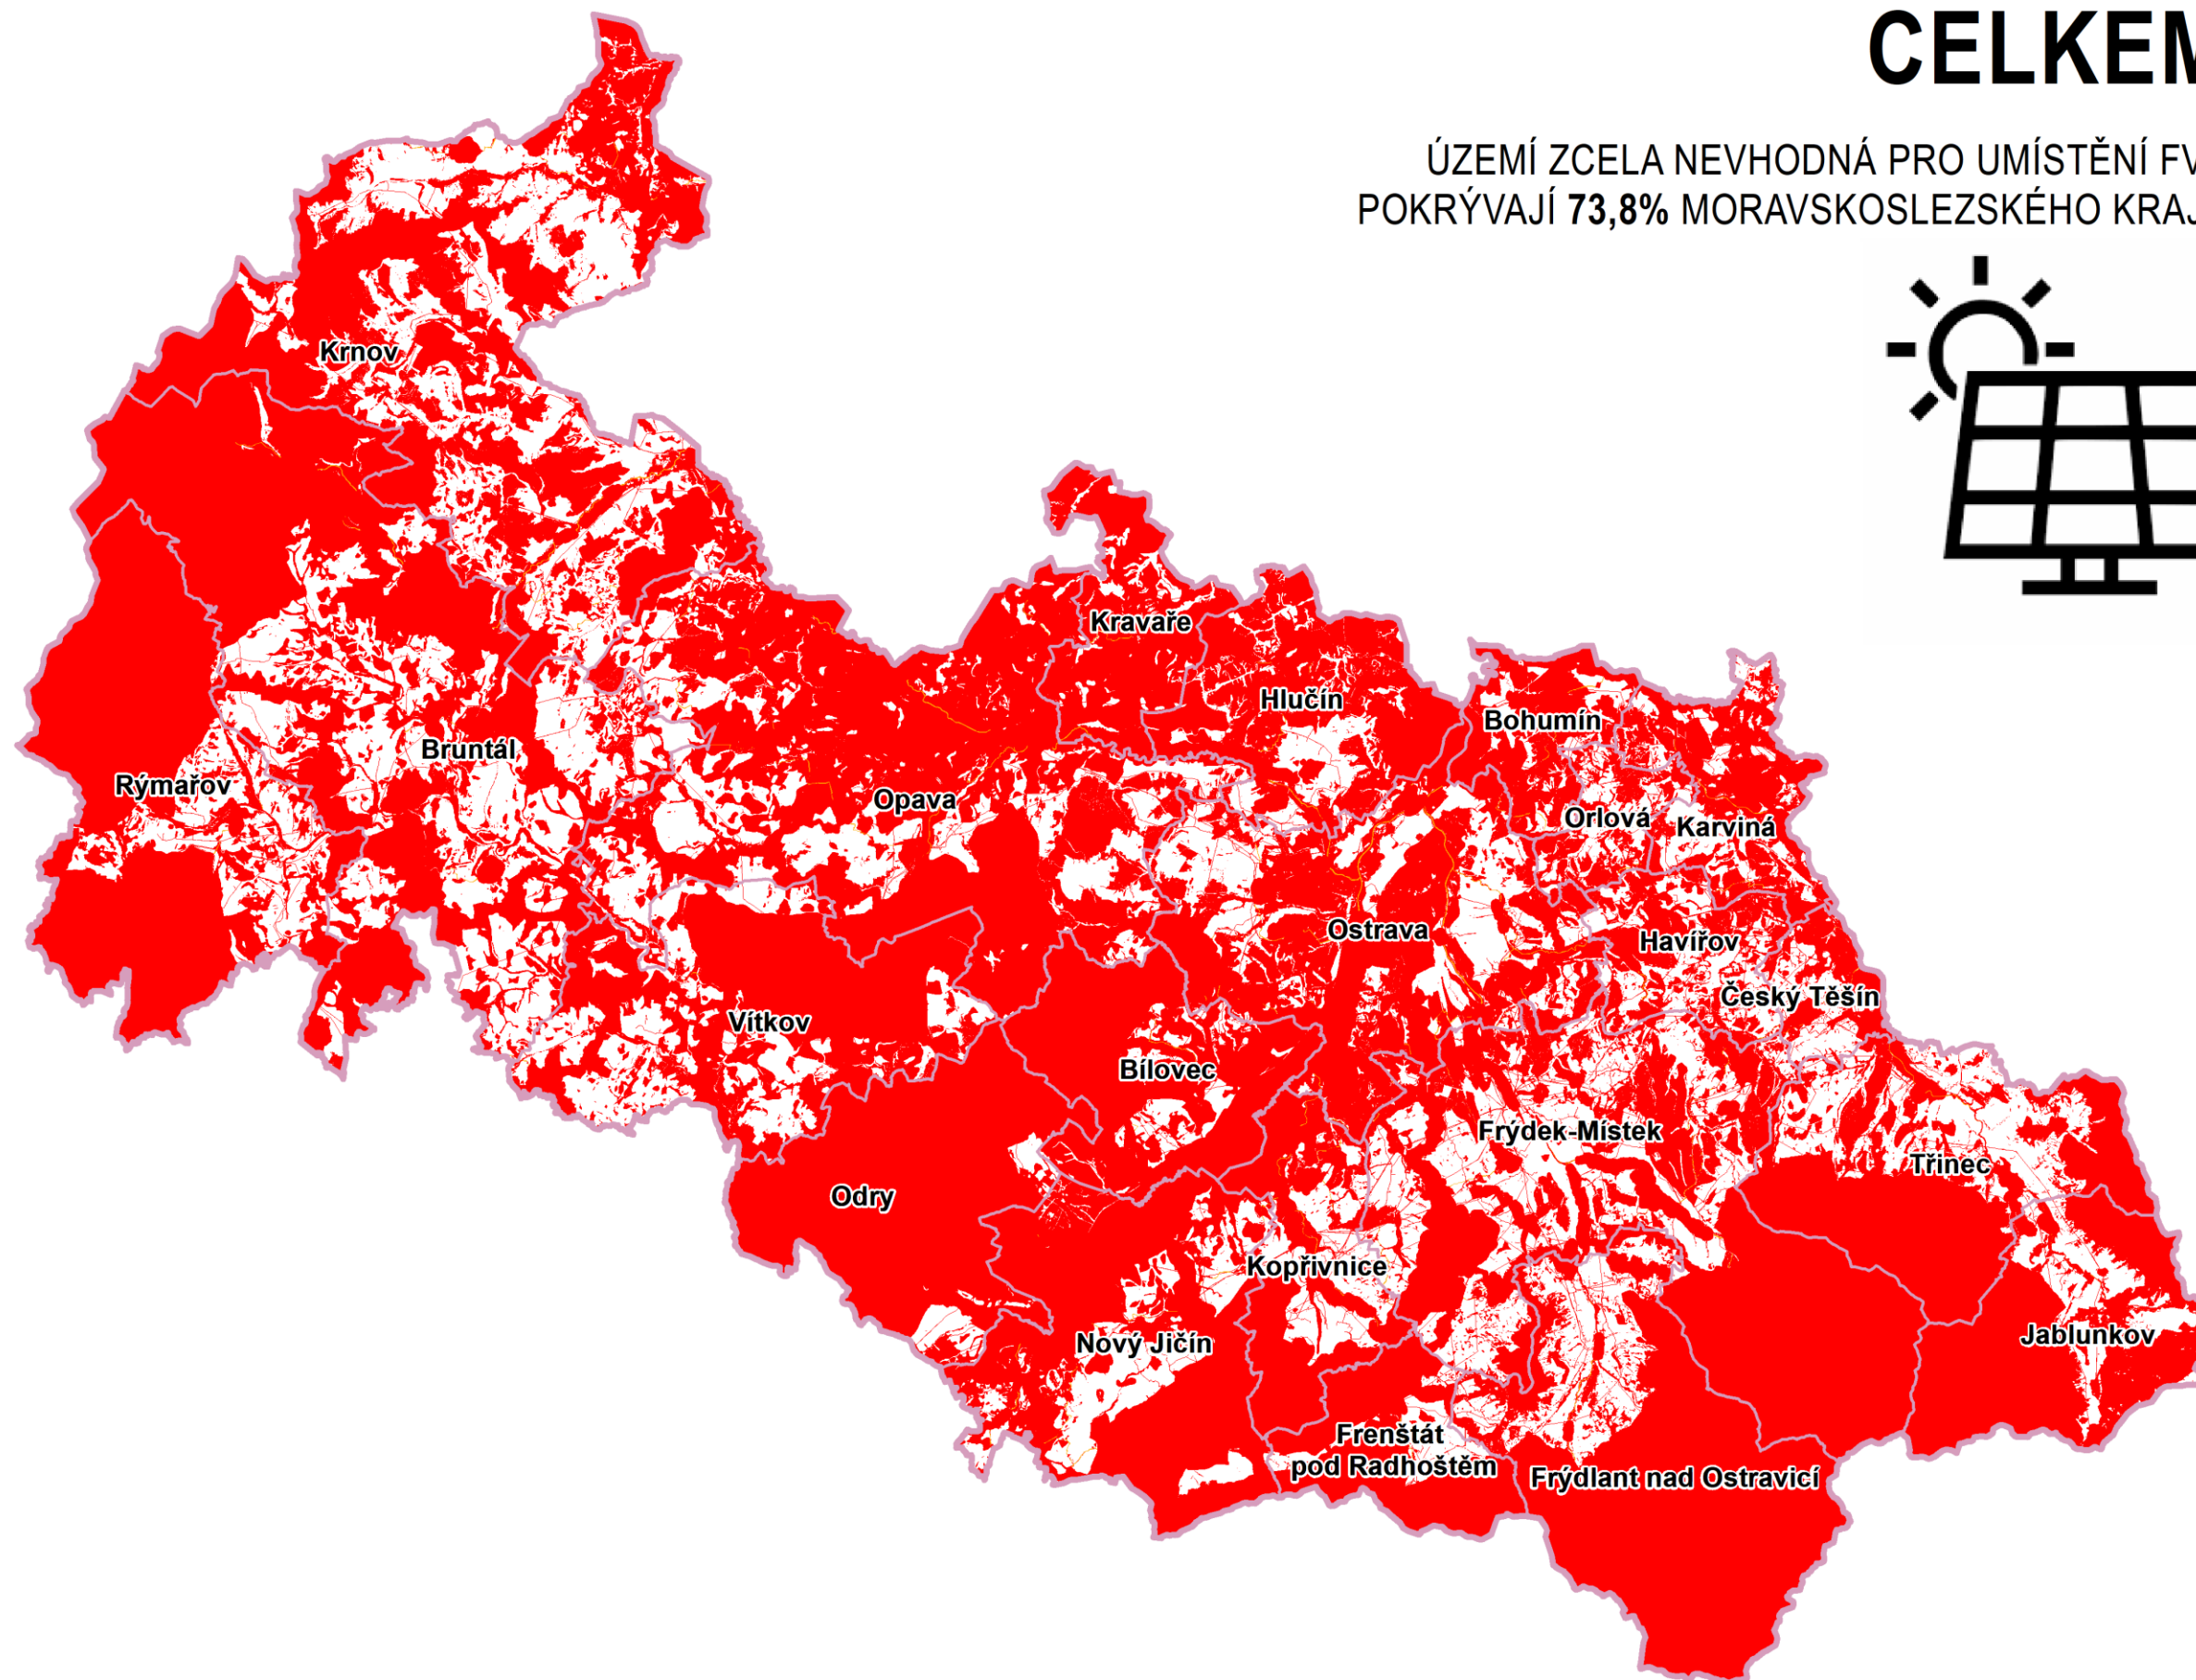 CELKEM
ÚZEMÍ ZCELA NEVHODNÁ PRO UMÍSTĚNÍ FV
POKRÝVAJÍ 73,8% MORAVSKOSLEZSKÉHO KRAJ
Krnov
Kravaře
Hlučín
Bohumín
Bruntál
Rýmařov
Opava
Orlová
Karviná
Ostrava
Havířov
Český Těšín
Vítkov
Bílovec
Frýdek-Místek
Třinec
Odry
Kopřivnice
Nový Jičín
Jablunkov
Frenštát
pod Radhoštěm
Frýdlant nad Ostravicí